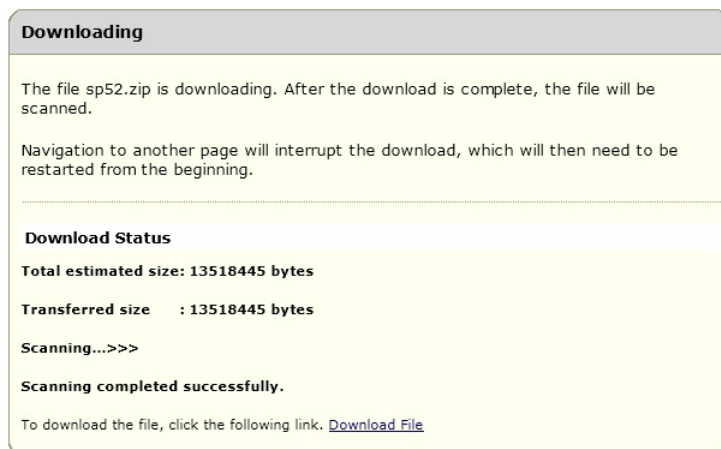 Downloading
The file sp52.zip is downloading. After the download is complete, the file will be
scanned.
Navigation to another page will interrupt the download, which will then need to be
restarted from the beginning.
Download Status
Total estimated size: 13518445 bytes
Transferred size : 13518445 bytes
Scanning...>>>
Scanning completed successfully.
To download the file, click the following link. Download File